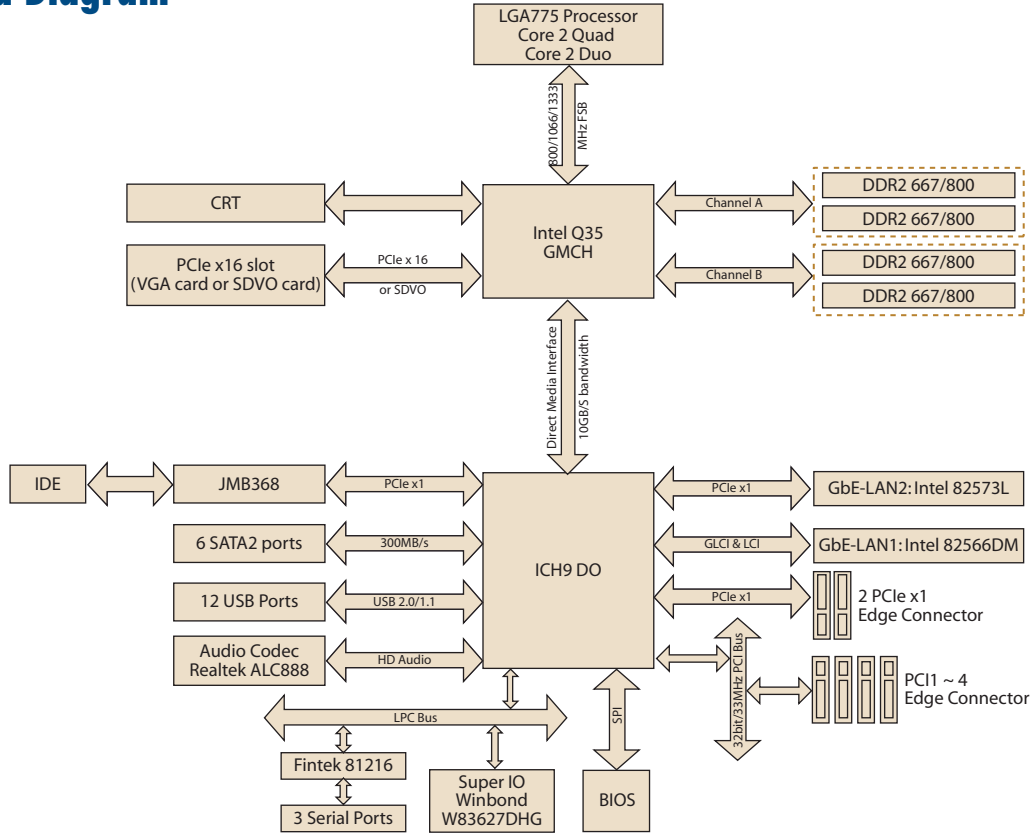 Diagram
LGA775 Processor
Core 2 Quad
Core 2 Duo
800/1066/1333
MHz FSB
CRT
PCIe x16 slot
(VGA card or SDVO card)
PCIe x 16
or SDVO
Intel Q35
GMCH
Channel A
Channel B
DDR2 667/800
DDR2 667/800
DDR2 667/800
DDR2 667/800
Direct Media Interface
10GB/S bandwidth
IDE
JMB368
PCIe x1
6 SATA2 ports
300MB/s
12 USB Ports
USB 2.0/1.1
Audio Codec
Realtek ALC888
HD Audio
ICH9 DO
PCIe x1
GbE-LAN2: Intel 82573L
GLCI & LCI
GbE-LAN1: Intel 82566DM
PCIe x1
2 PCIe x1
Edge Connector
32bit/33MHz PCI Bus
PCI1 ~ 4
Edge Connector
LPC Bus
SPI
Fintek 81216
3 Serial Ports
Super IO
Winbond
W83627DHG
BIOS